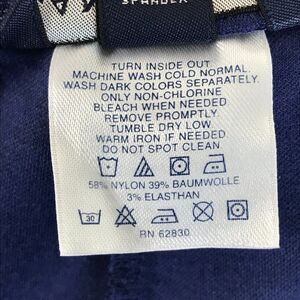 SPANDEX
TURN INSIDE OUT
MACHINE WASH COLD NORMAL.
WASH DARK COLORS SEPARATELY.
ONLY NON-CHLORINE
BLEACH WHEN NEEDED
REMOVE PROMPTLY.
TUMBLE DRY LOW.
WARM IRON IF NEEDED.
DO NOT SPOT CLEAN.
58% NYLON 39% BAUMWOLLE
3% ELASTHAN
30
RN 62830